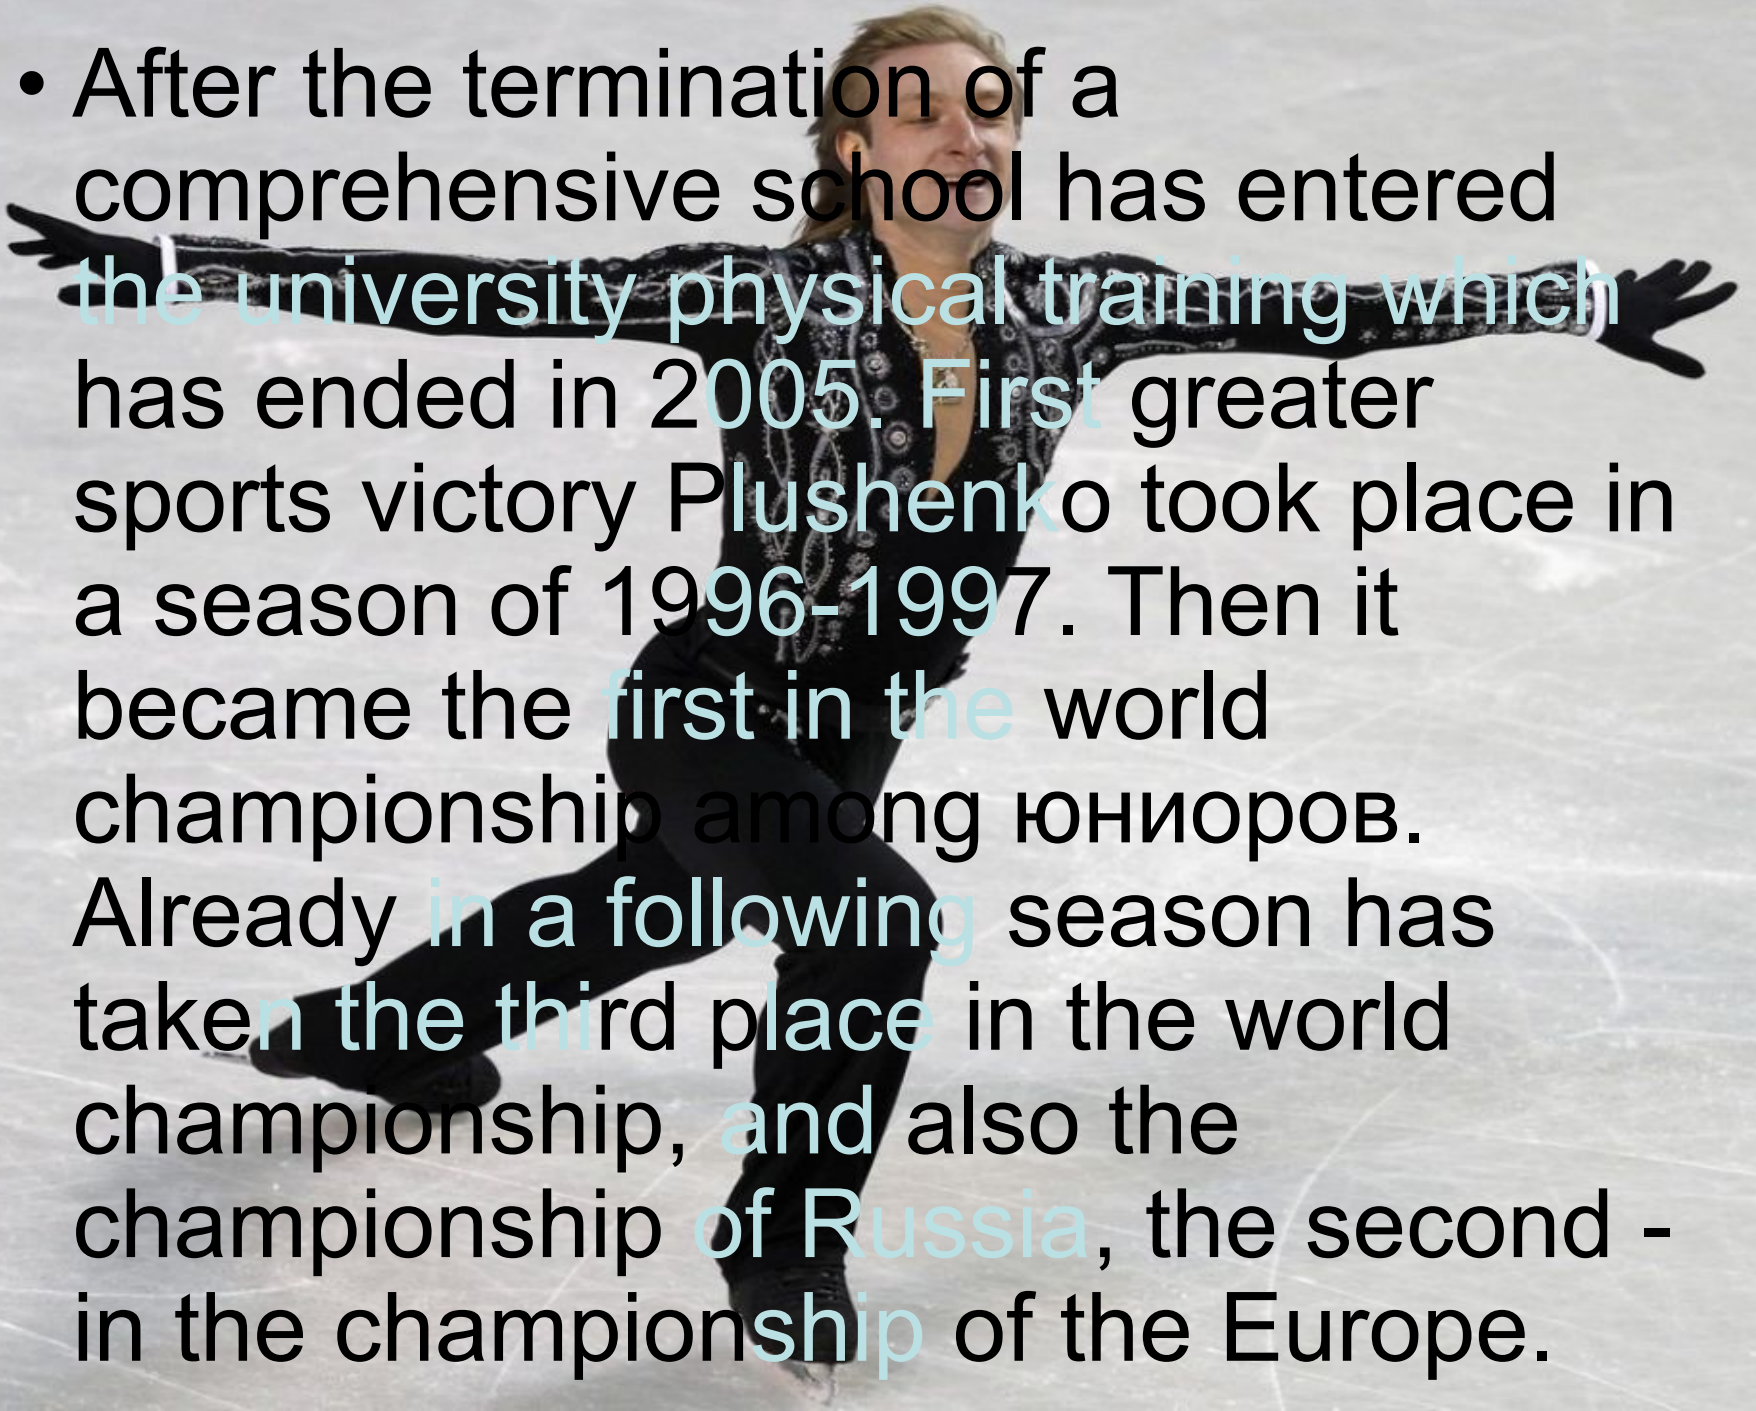 • After the termination of a
comprehensive school has entered
the university physical training which
has ended in 2005. First greater
sports victory Plushenko took place in
a season of 1996-1997. Then it
became the first in the world
championship among юниоров.
Already in a following season has
taken the third place in the world
championship, and also the
championship of Russia, the second -
in the championship of the Europe.